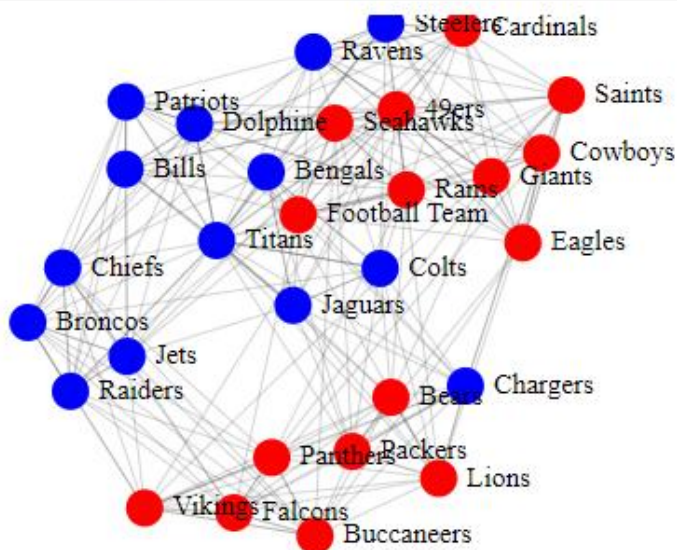 Steelers
Cardinals
Ravens
Saints
Patriots
49ers
Dolphine
Seahawks
Cowboys
Bills
Bengals
Giants
Rams
Football Team
Titans
Eagles
Chiefs
Colts
Jaguars
Broncos
Jets
Raiders
Chargers
Bears
Packers
Panthers
Lions
Vikings
Falcons
Buccaneers